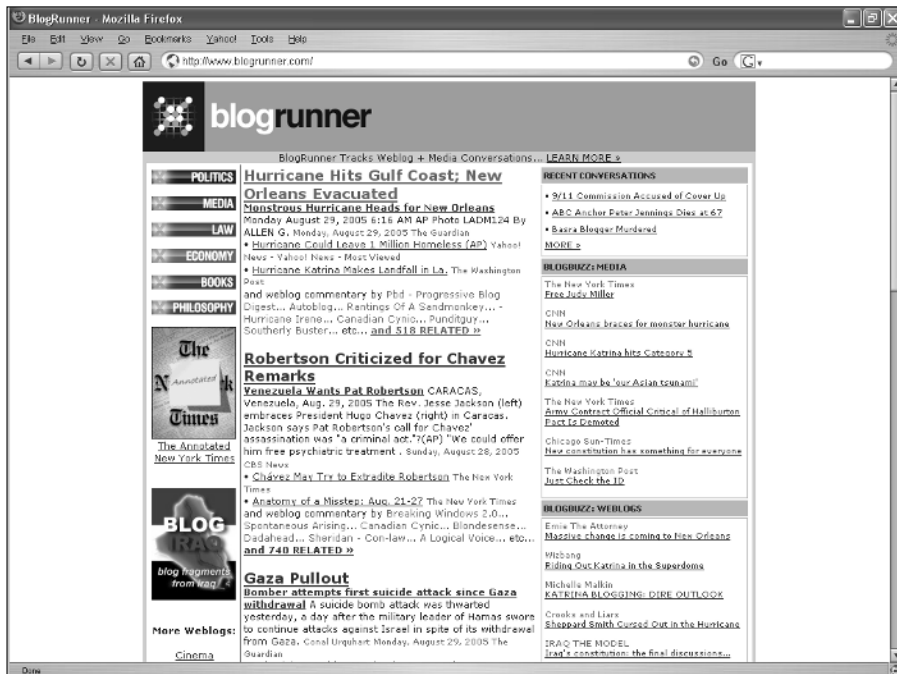 BlogRunner - Mozilla Firefox
File Edit View Go Bookmarks Yahoo! Tools Help
http://www.blogrunner.com/
Go
G
blogrunner
BlogRunner Tracks Weblog + Media Conversations... LEARN MORE »
POLITICS
MEDIA
LAW
ECONOMY
BOOKS
PHILOSOPHY
The
N Annotated k
Times
The Annotated
New York Times
BLOG
IRAQ
blog fragments
from iraq
More Weblogs:
Cinema
Hurricane Hits Gulf Coast; New
Orleans Evacuated
Monstrous Hurricane Heads for New Orleans
Monday August 29, 2005 6:16 AM AP Photo LADM124 By
ALLEN G. Monday, August 29, 2005 The Guardian
• Hurricane Could Leave 1 Million Homeless (AP) Yahoo!
News - Yahoo! News - Most Viewed
• Hurricane Katrina Makes Landfall in La. The Washington
Post
and weblog commentary by Pbd - Progressive Blog
Digest... Autoblog... Rantings Of A Sandmonkey... -
Hurricane Irene... Canadian Cynic... Punditguy...
Southerly Buster... etc... and 518 RELATED »
Robertson Criticized for Chavez
Remarks
Venezuela Wants Pat Robertson CARACAS,
Venezuela, Aug. 29, 2005 The Rev. Jesse Jackson (left)
embraces President Hugo Chavez (right) in Caracas.
Jackson says Pat Robertson's call for Chavez'
assassination was "a criminal act."?(AP) "We could offer
him free psychiatric treatment . Sunday, August 28, 2005
CBS News
• Chávez May Try to Extradite Robertson The New York
Times
• Anatomy of a Misstep: Aug. 21-27 The New York Times
and weblog commentary by Breaking Windows 2.0...
Spontaneous Arising... Canadian Cynic... Blondesense...
Dadahead... Sheridan - Con-law... A Logical Voice... etc...
and 740 RELATED »
Gaza Pullout
Bomber attempts first suicide attack since Gaza
withdrawal A suicide bomb attack was thwarted
yesterday, a day after the military leader of Hamas swore
to continue attacks against Israel in spite of its withdrawal
from Gaza. Conal Urquhart Monday, August 29, 2005 The
Guardian
RECENT CONVERSATIONS
• 9/11 Commission Accused of Cover Up
• ABC Anchor Peter Jennings Dies at 67
• Basra Blogger Murdered
MORE »
BLOGBUZZ: MEDIA
The New York Times
Free Judy Miller
CNN
New Orleans braces for monster hurricane
CNN
Hurricane Katrina hits Category 5
CNN
Katrina may be 'our Asian tsunami'
The New York Times
Army Contract Official Critical of Halliburton
Pact Is Demoted
Chicago Sun-Times
New constitution has something for everyone
The Washington Post
Just Check the ID
BLOGBUZZ: WEBLOGS
Ernie The Attorney
Massive change is coming to New Orleans
Wizbang
Riding Out Katrina in the Superdome
Michelle Malkin
KATRINA BLOGGING: DIRE OUTLOOK
Crooks and Liars
Sheppard Smith Cursed Out in the Hurricane
IRAQ THE MODEL
Iraq's constitution: the final discussions...
Done